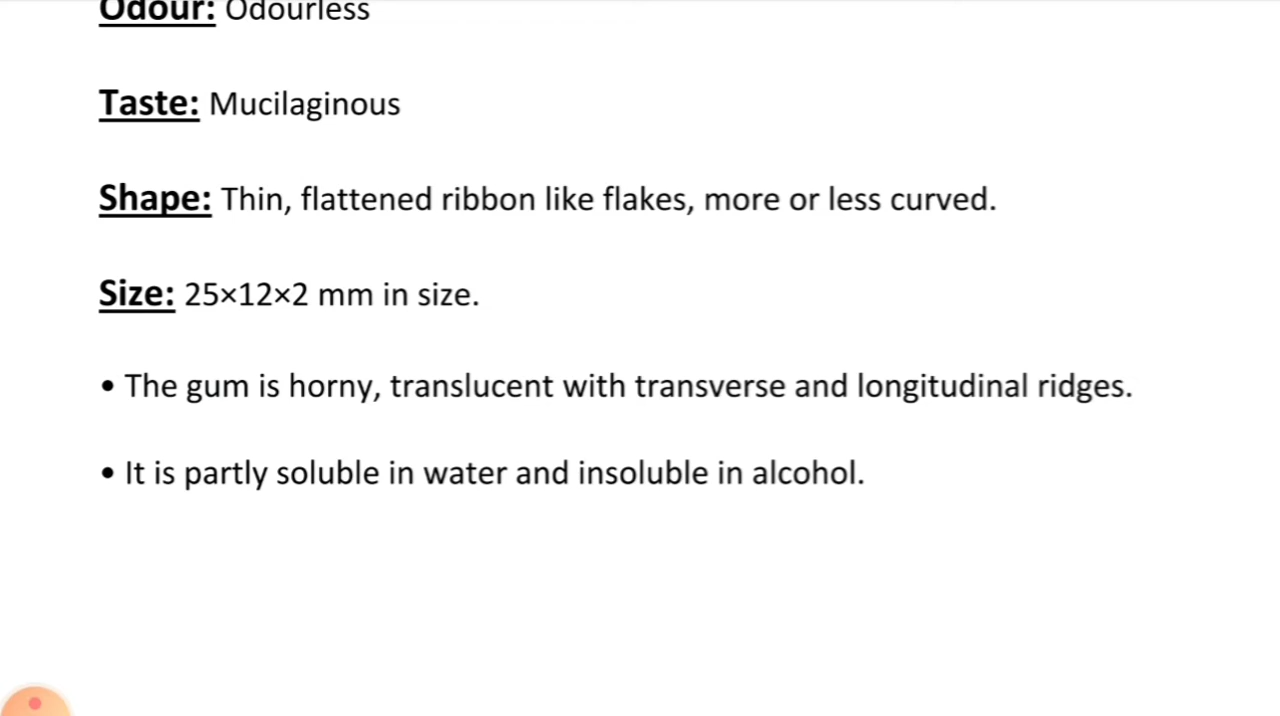 Odour: Odourless
Taste: Mucilaginous
Shape: Thin, flattened ribbon like flakes, more or less curved.
Size: 25×12×2 mm in size.
• The gum is horny, translucent with transverse and longitudinal ridges.
• It is partly soluble in water and insoluble in alcohol.